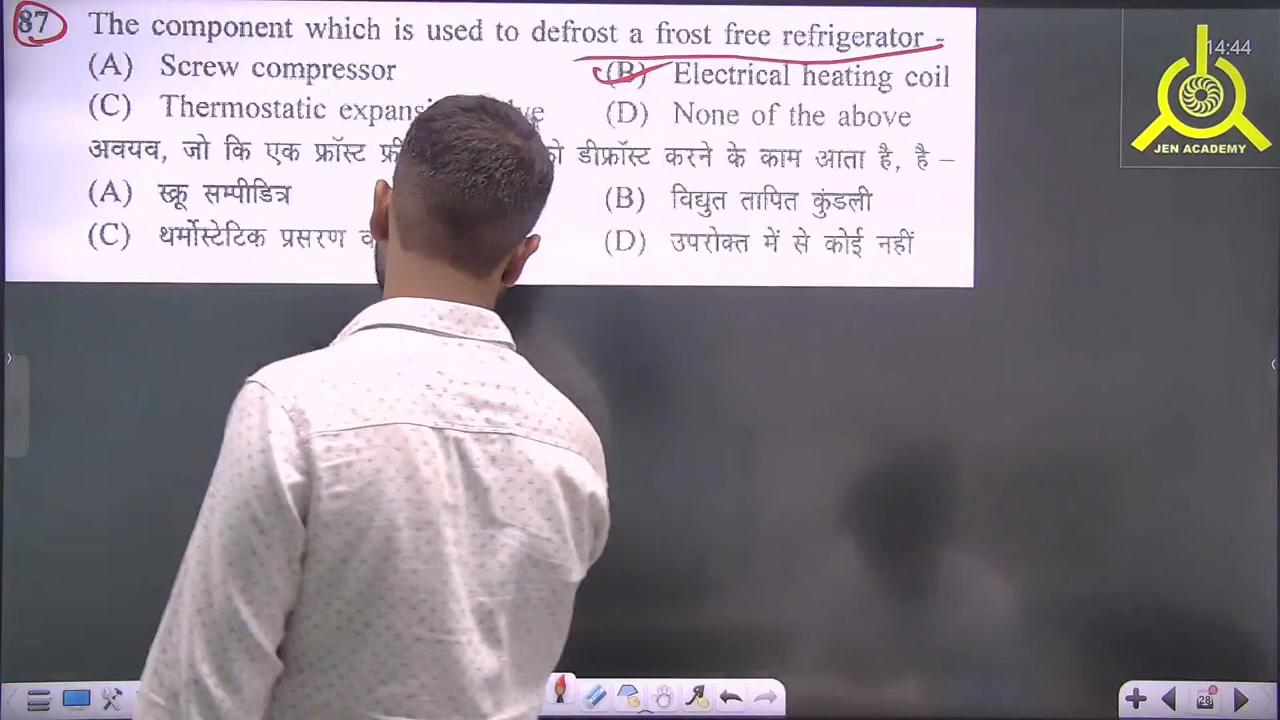 87 The component which is used to defrost a frost free refrigerator -
(A) Screw compressor (B) Electrical heating coil
(C) Thermostatic (D) None of the above
अवयव, जो कि एक फ्रॉस्ट डीफ्रॉस्ट करने के काम आता है, है –
(A) स्क्रू सम्पीडित्र (B) विद्युत तापित कुंडली
(C) थर्मोस्टेटिक प्रसरण (D) उपरोक्त में से कोई नहीं
14:44
JEN ACADEMY
28